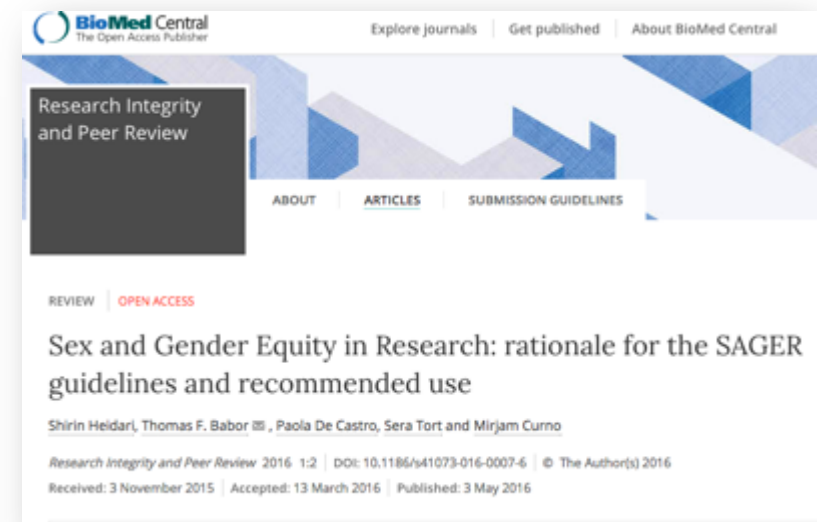 BioMed Central
The Open Access Publisher
Explore journals Get published About BioMed Central
Research Integrity
and Peer Review
ABOUT ARTICLES SUBMISSION GUIDELINES
REVIEW OPEN ACCESS
Sex and Gender Equity in Research: rationale for the SAGER
guidelines and recommended use
Shirin Heidari, Thomas F. Babor ✉, Paola De Castro, Sera Tort and Mirjam Curno
Research Integrity and Peer Review 2016 1:2 DOI: 10.1186/s41073-016-0007-6 © The Author(s) 2016
Received: 3 November 2015 Accepted: 13 March 2016 Published: 3 May 2016